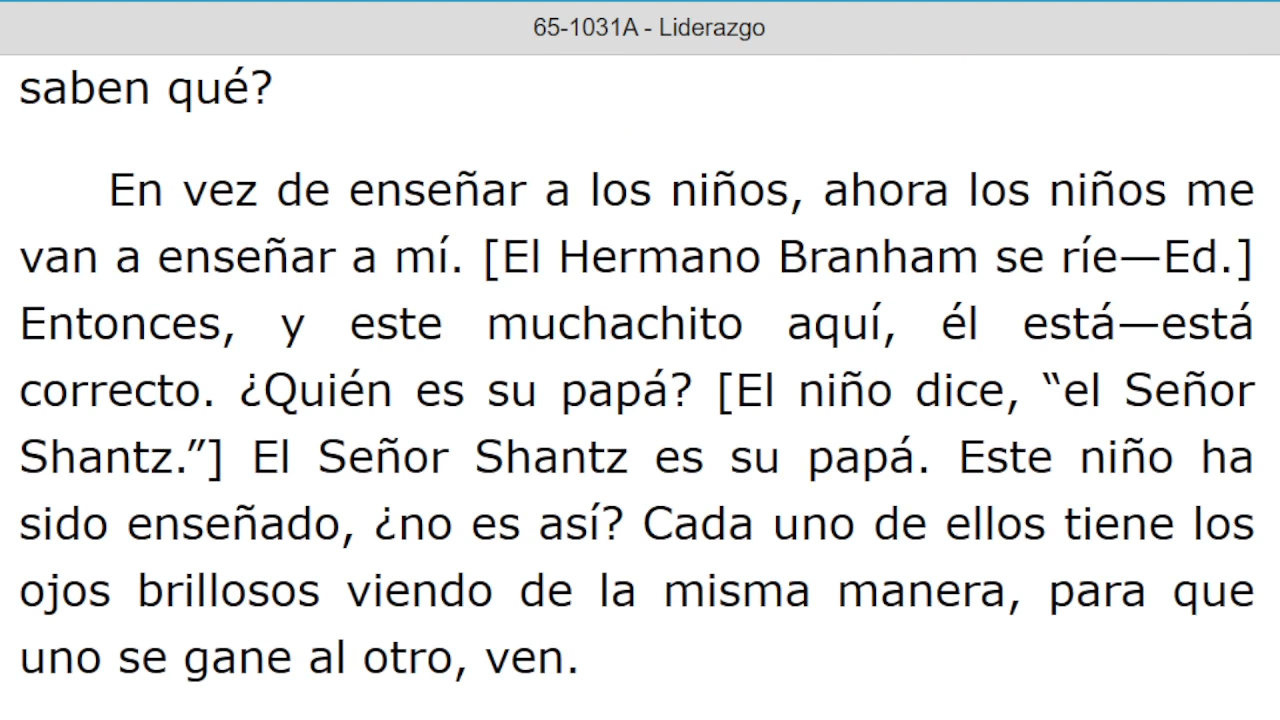 65-1031A - Liderazgo
saben qué?
En vez de enseñar a los niños, ahora los niños me
van a enseñar a mí. [El Hermano Branham se ríe—Ed.]
Entonces, y este muchachito aquí, él está—está
correcto. ¿Quién es su papá? [El niño dice, “el Señor
Shantz.”] El Señor Shantz es su papá. Este niño ha
sido enseñado, ¿no es así? Cada uno de ellos tiene los
ojos brillosos viendo de la misma manera, para que
uno se gane al otro, ven.